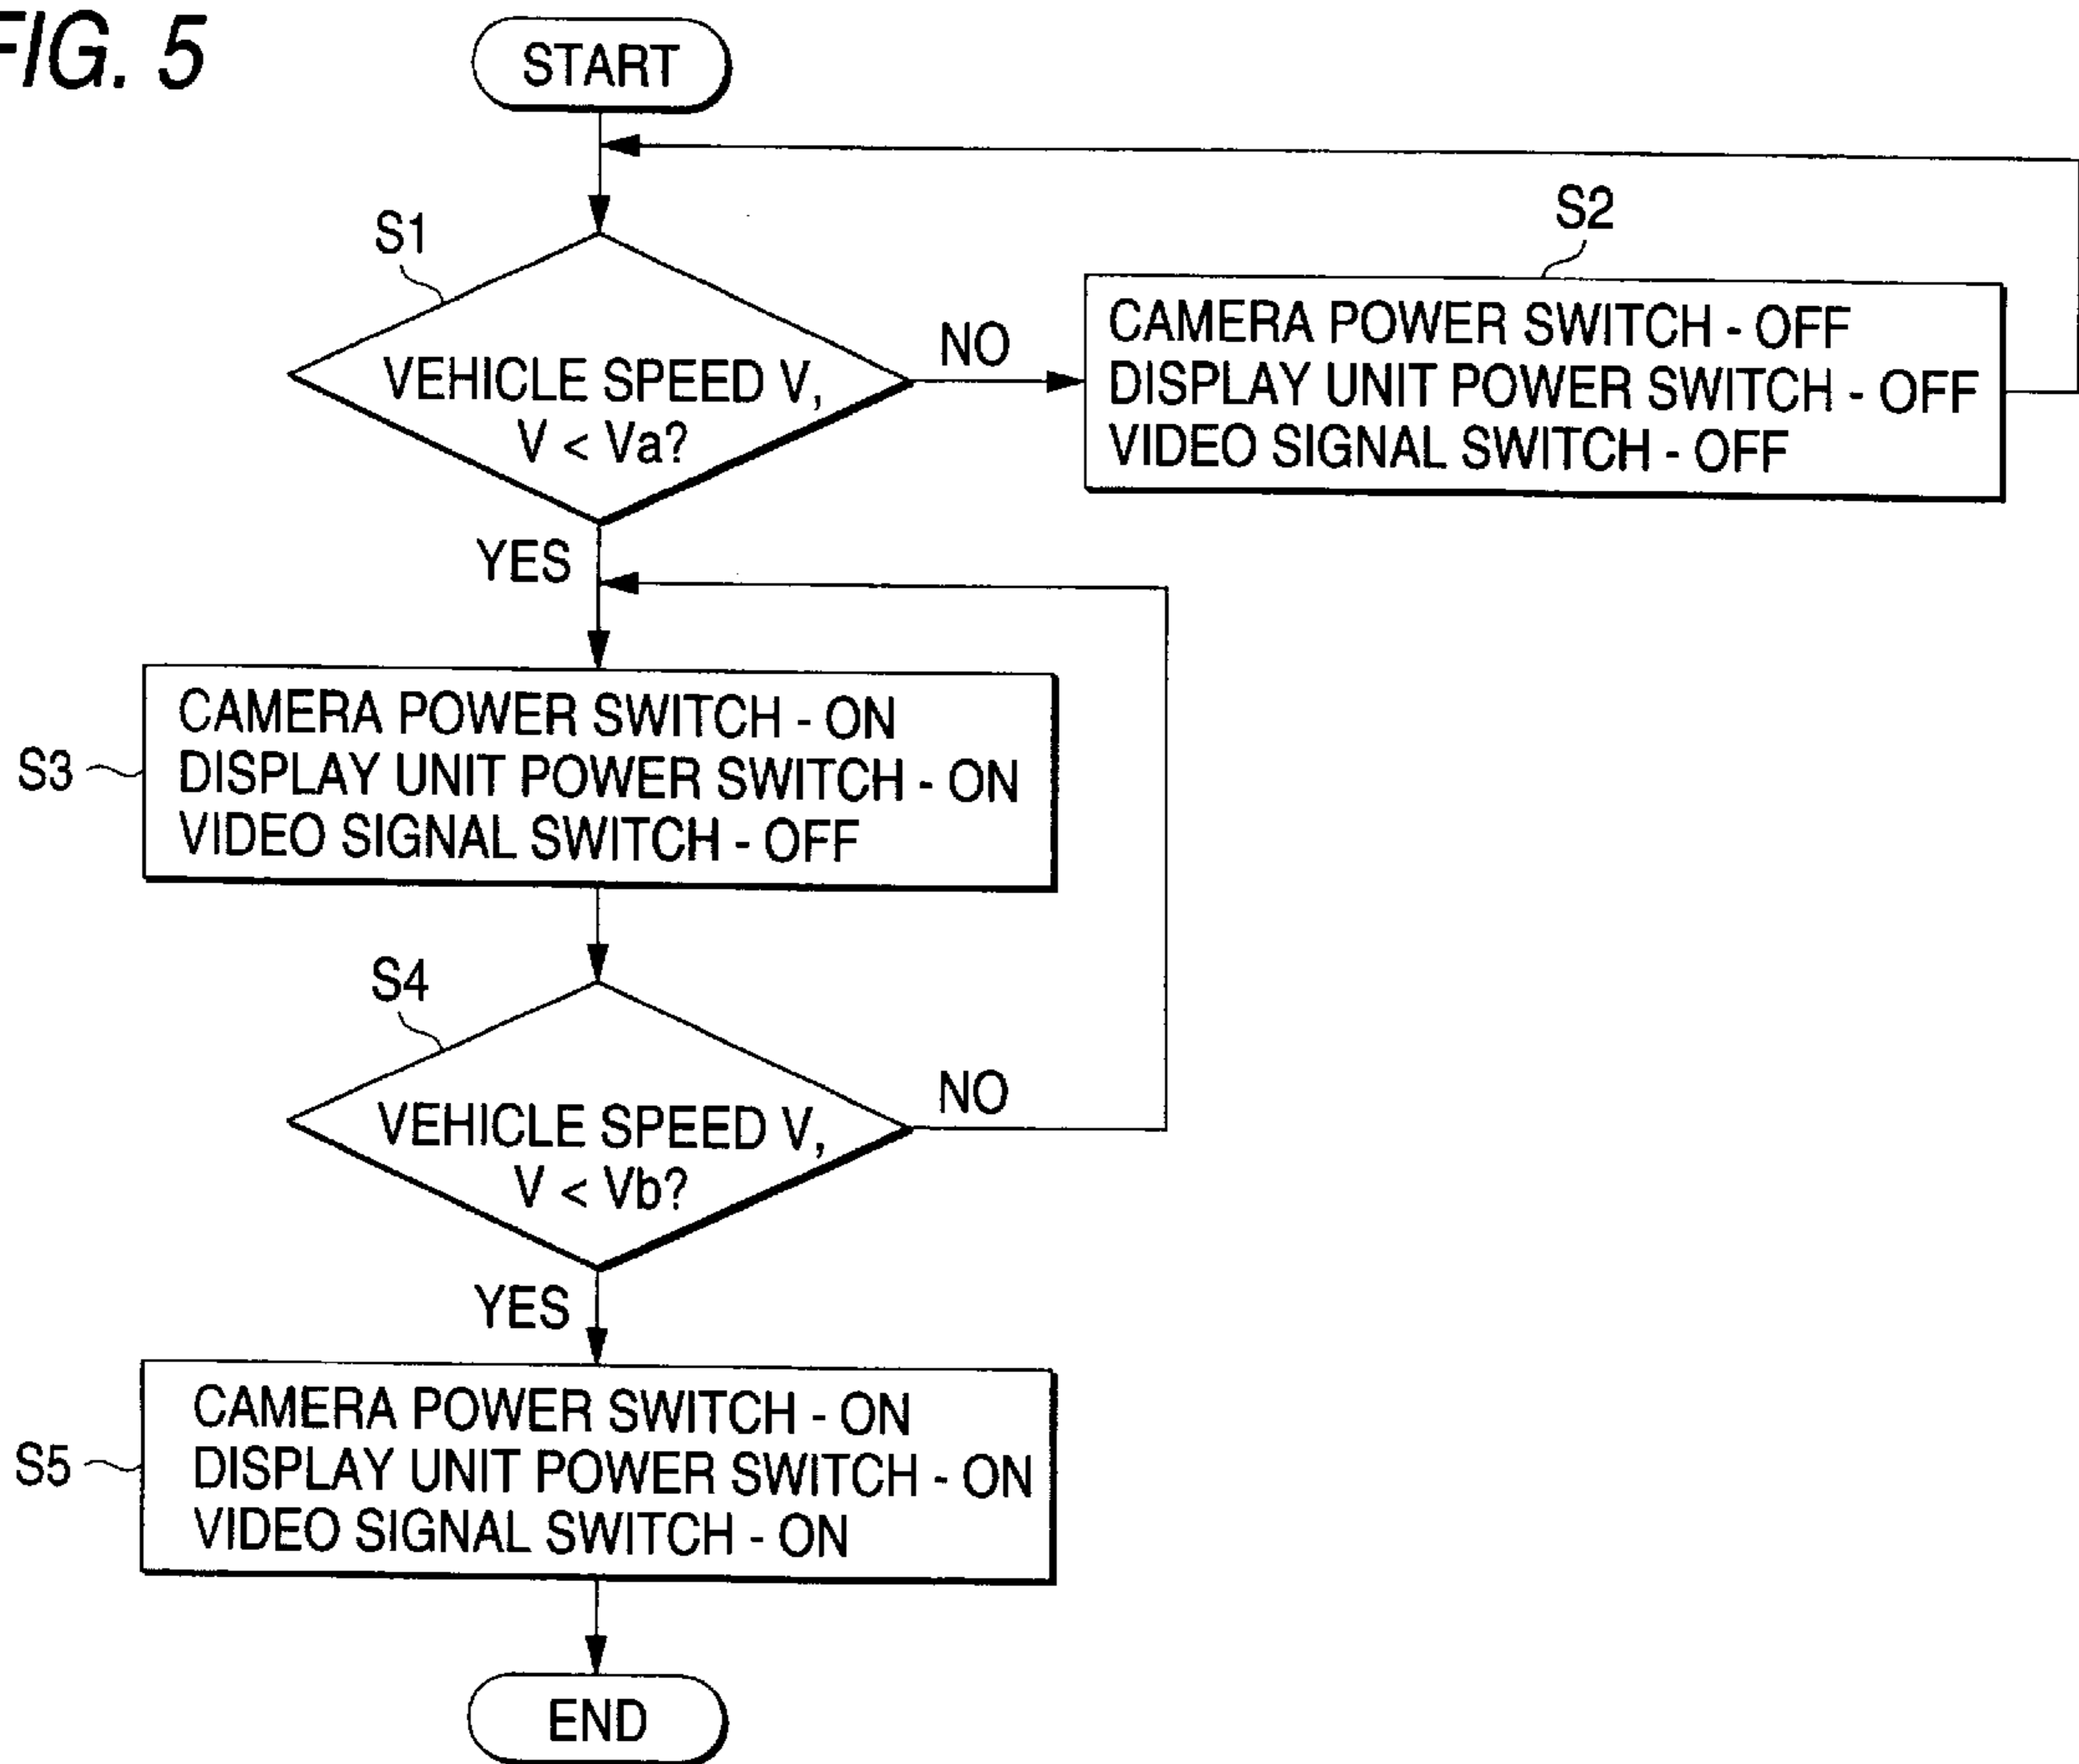 FIG. 5
START
S1
VEHICLE SPEED V,
V < Va?
NO
S2
CAMERA POWER SWITCH - OFF
DISPLAY UNIT POWER SWITCH - OFF
VIDEO SIGNAL SWITCH - OFF
YES
S3
CAMERA POWER SWITCH - ON
DISPLAY UNIT POWER SWITCH - ON
VIDEO SIGNAL SWITCH - OFF
S4
VEHICLE SPEED V,
V < Vb?
NO
YES
S5
CAMERA POWER SWITCH - ON
DISPLAY UNIT POWER SWITCH - ON
VIDEO SIGNAL SWITCH - ON
END